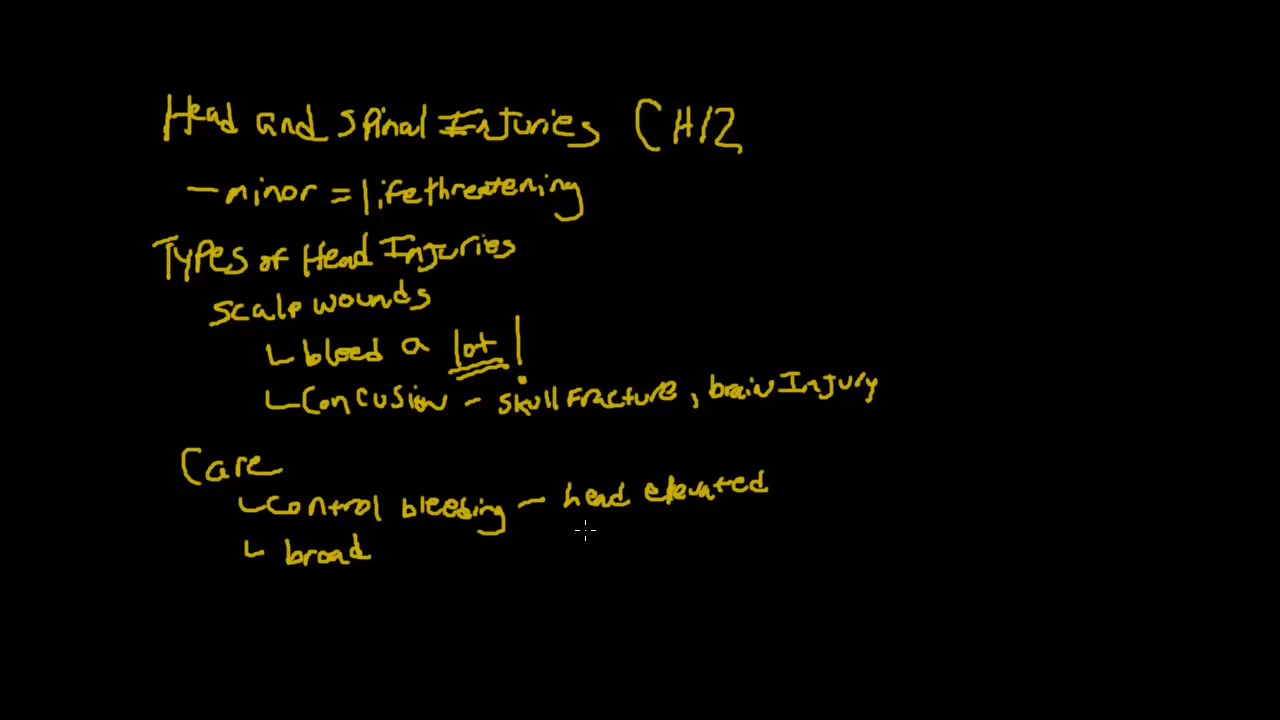 Head and Spinal Injuries CH12
- minor = lifethreatening
Types of Head Injuries
Scalp wounds
bleed a lot!
Concusion - skull fracture, brain Injury
Care
control bleeding - head elevated
broad